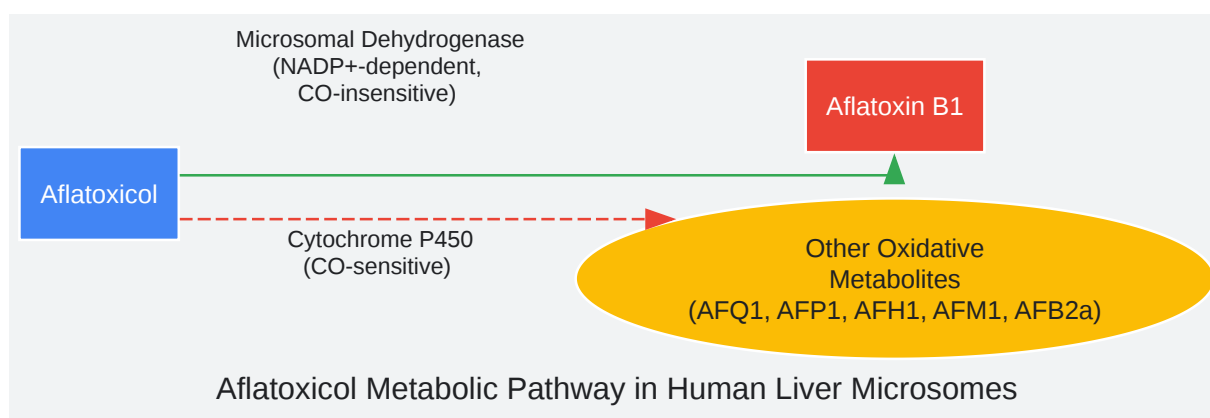 Microsomal Dehydrogenase
(NADP+-dependent,
CO-insensitive)
Aflatoxin B1
Aflatoxicol
Cytochrome P450
(CO-sensitive)
Other Oxidative
Metabolites
(AFQ1, AFP1, AFH1, AFM1, AFB2a)
Aflatoxicol Metabolic Pathway in Human Liver Microsomes